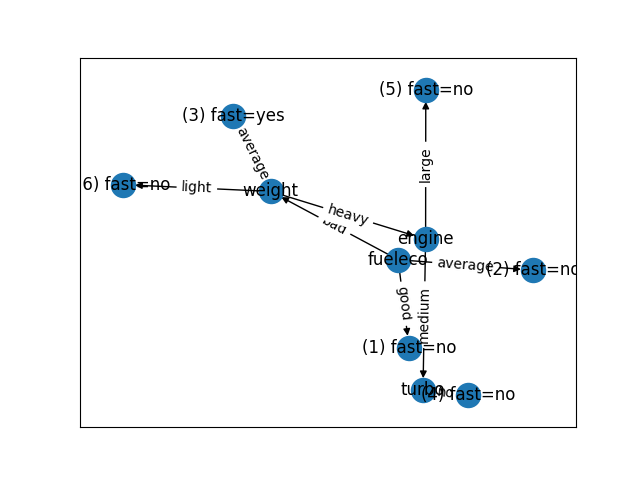 (5) fast=no
(3) fast=yes
average
large
6) fast=no
light
weight
heavy
bad
engine
fueleco
average
(2) fast=no
good
medium
(1) fast=no
turbo
no
(4) fast=no